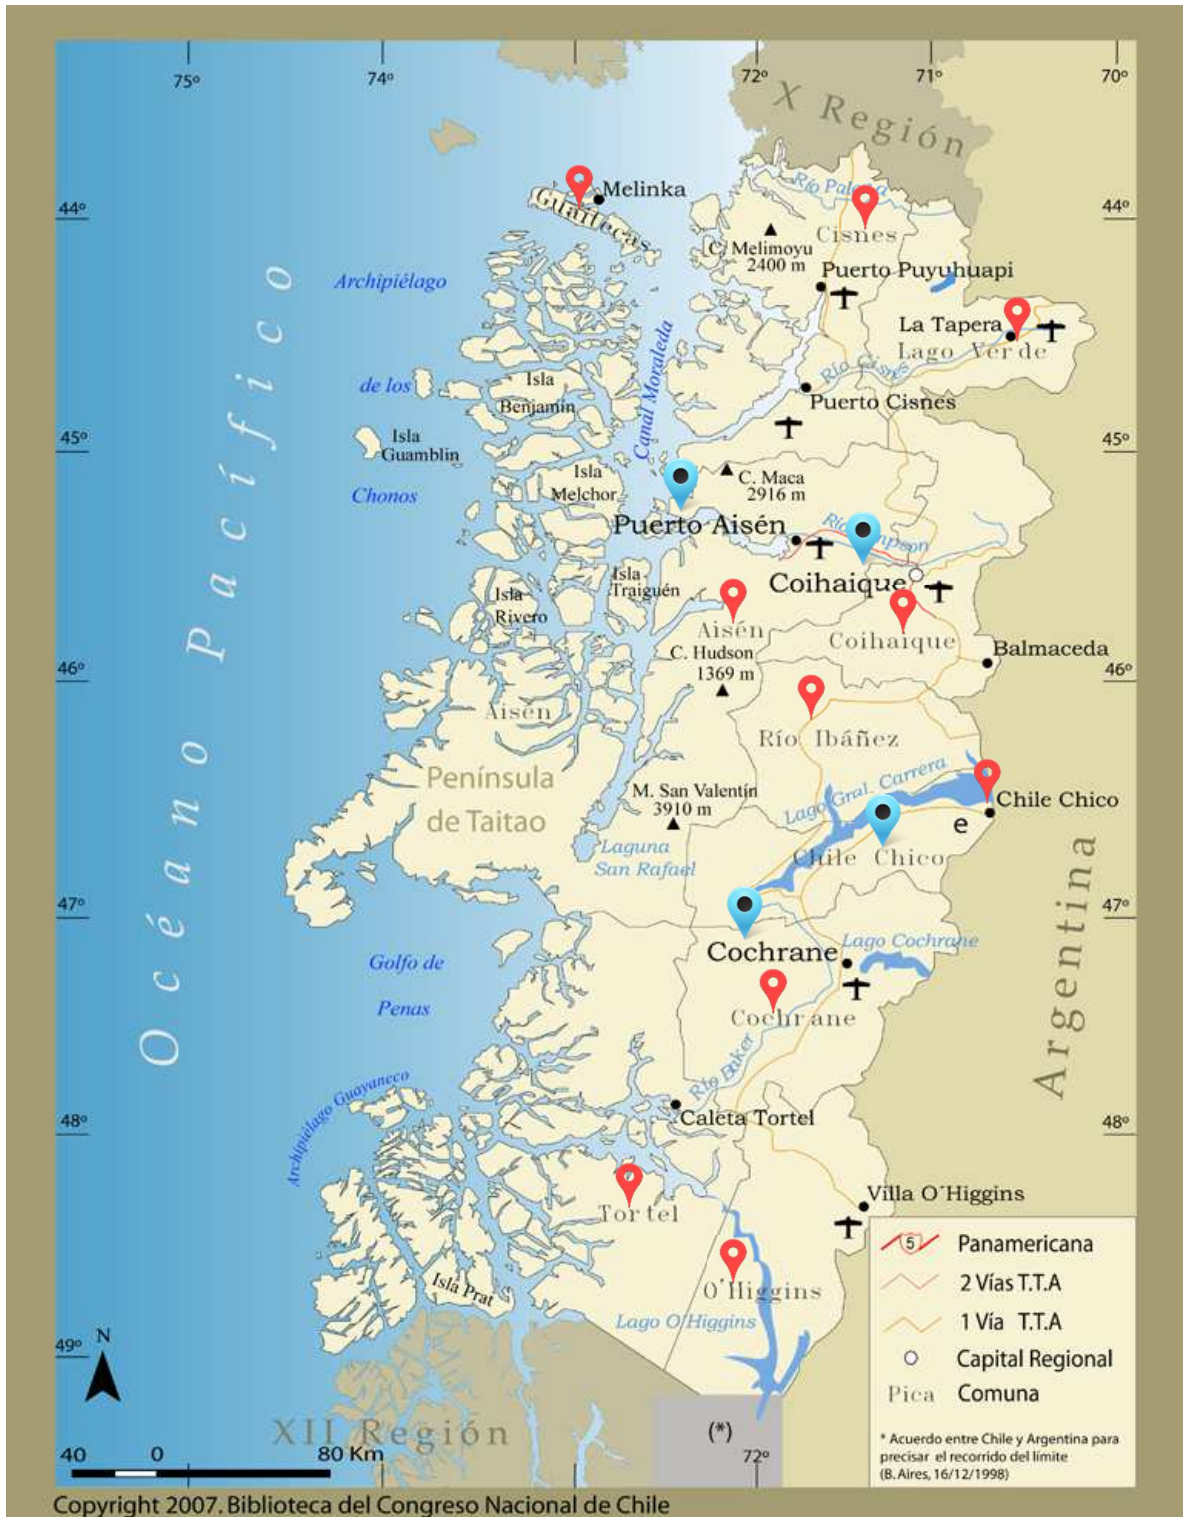 75º
74º
72º
71º
70º
X Región
44º
44º
Melinka
Guaitecas
Río Palena
Cisnes
C. Melimoyu
2400 m
Puerto Puyuhuapi
Archipiélago
de los
Chonos
Océano Pacífico
La Tapera
Lago Verde
Río Cisnes
Puerto Cisnes
Canal Moraleda
Isla
Benjamín
Isla
Guamblin
45º
45º
Isla
Melchor
C. Maca
2916 m
Puerto Aisén
Coihaique
Isla
Traiguén
Isla
Rivero
Aisén
Coihaique
C. Hudson
1369 m
Balmaceda
46º
46º
Aisén
Río Ibáñez
Península
de Taitao
M. San Valentín
3910 m
Lago Gral. Carrera
Chile Chico
e
Laguna
San Rafael
Chile Chico
Argentina
47º
47º
Golfo de
Penas
Cochrane
Lago Cochrane
Cochrane
Río Baker
Archipiélago Guayaneco
Caleta Tortel
48º
48º
Tortel
Villa O´Higgins
O'Higgins
Isla Prat
Lago O'Higgins
5
Panamericana
2 Vías T.T.A
1 Vía T.T.A
Capital Regional
Pica Comuna
* Acuerdo entre Chile y Argentina para
precisar el recorrido del límite
(B. Aires, 16/12/1998)
N
49º
XII Región
(*)
72º
40 0 80 Km
Copyright 2007. Biblioteca del Congreso Nacional de Chile